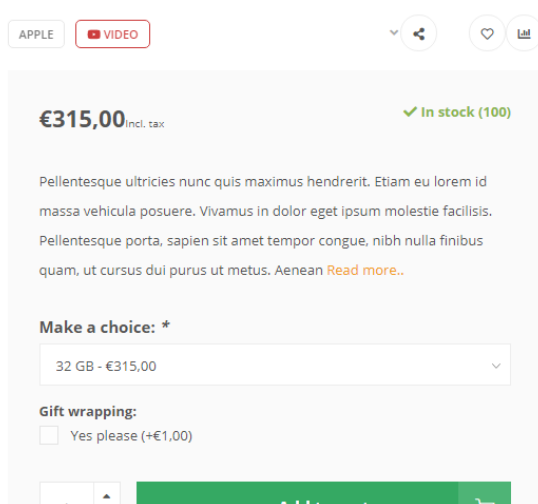 APPLE VIDEO
€315,00 Incl. tax ✓ In stock (100)
Pellentesque ultricies nunc quis maximus hendrerit. Etiam eu lorem id
massa vehicula posuere. Vivamus in dolor eget ipsum molestie facilisis.
Pellentesque porta, sapien sit amet tempor congue, nibh nulla finibus
quam, ut cursus dui purus ut metus. Aenean Read more..
Make a choice: *
32 GB - €315,00
Gift wrapping:
Yes please (+€1,00)